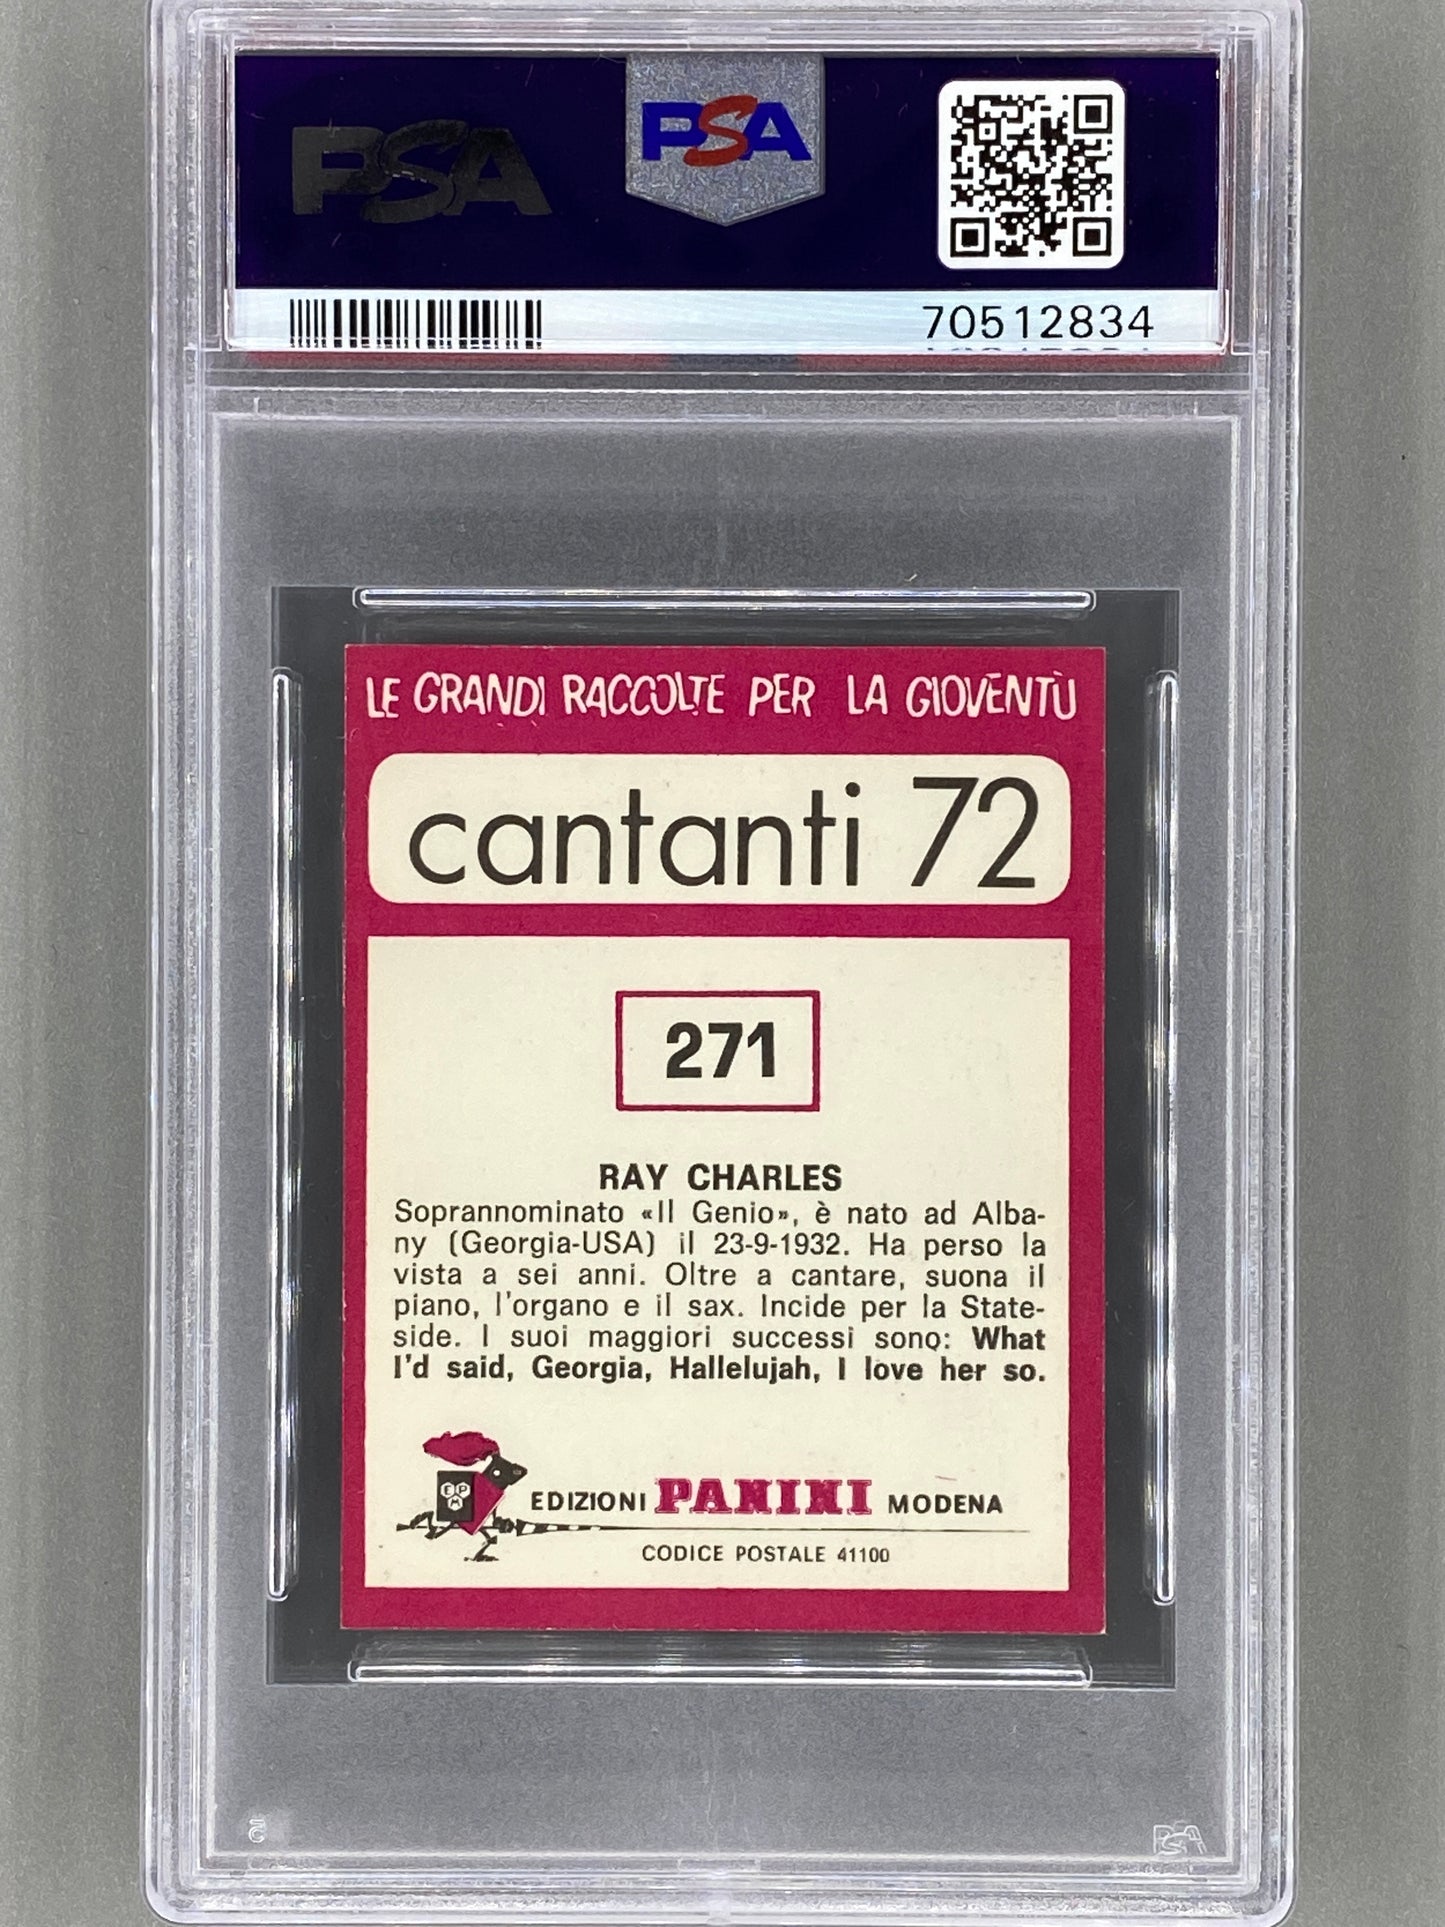 PSA PSA
70512834
LE GRANDI RACCOLTE PER LA GIOVENTÙ
cantanti 72
271
RAY CHARLES
Soprannominato «Il Genio», è nato ad Alba-
ny (Georgia-USA) il 23-9-1932. Ha perso la
vista a sei anni. Oltre a cantare, suona il
piano, l'organo e il sax. Incide per la State-
side. I suoi maggiori successi sono: What
I'd said, Georgia, Hallelujah, I love her so.
EPM
EDIZIONI PANINI MODENA
CODICE POSTALE 41100
PSA